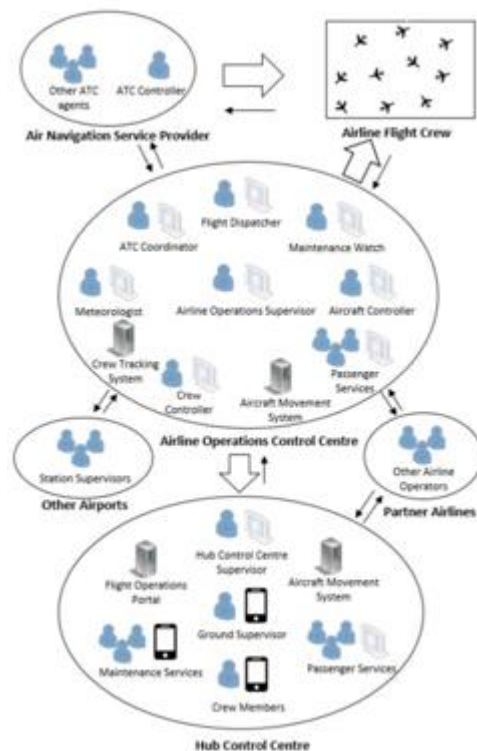 Other ATC
agents
ATC Controller
Air Navigation Service Provider
Airline Flight Crew
Flight Dispatcher
ATC Coordinator
Maintenance Watch
Meteorologist
Airline Operations Supervisor
Aircraft Controller
Crew Tracking
System
Crew
Controller
Aircraft Movement
System
Passenger
Services
Airline Operations Control Centre
Station Supervisors
Other Airports
Other Airline
Operators
Partner Airlines
Hub Control Centre
Supervisor
Flight Operations
Portal
Aircraft Movement
System
Ground Supervisor
Maintenance Services
Passenger Services
Crew Members
Hub Control Centre